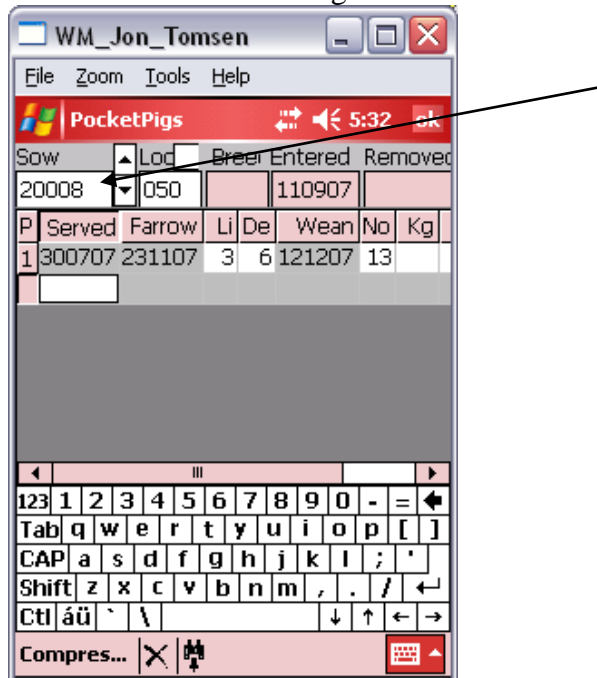 WM_Jon_Tomsen
File Zoom Tools Help
PocketPigs 5:32 ok
Sow Loc Entered Removed
20008 050 110907
P Served Farrow Li De Wean No Kg
1 300707 231107 3 6 121207 13
123 1 2 3 4 5 6 7 8 9 0 - =
Tab q w e r t y u i o p [ ]
CAP a s d f g h j k l ; '
Shift z x c v b n m , . /
Ctl áü ` \
Compres...